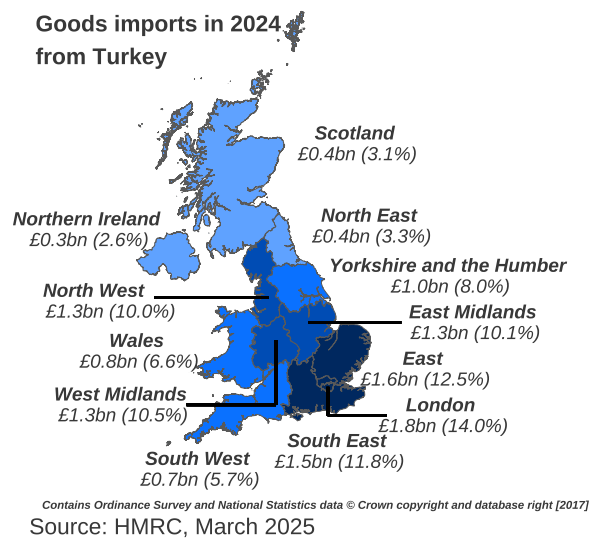 Goods imports in 2024
from Turkey
Scotland
£0.4bn (3.1%)
Northern Ireland
£0.3bn (2.6%)
North East
£0.4bn (3.3%)
Yorkshire and the Humber
£1.0bn (8.0%)
North West
£1.3bn (10.0%)
East Midlands
£1.3bn (10.1%)
Wales
£0.8bn (6.6%)
East
£1.6bn (12.5%)
West Midlands
£1.3bn (10.5%)
London
£1.8bn (14.0%)
South East
£1.5bn (11.8%)
South West
£0.7bn (5.7%)
Contains Ordinance Survey and National Statistics data © Crown copyright and database right [2017]
Source: HMRC, March 2025